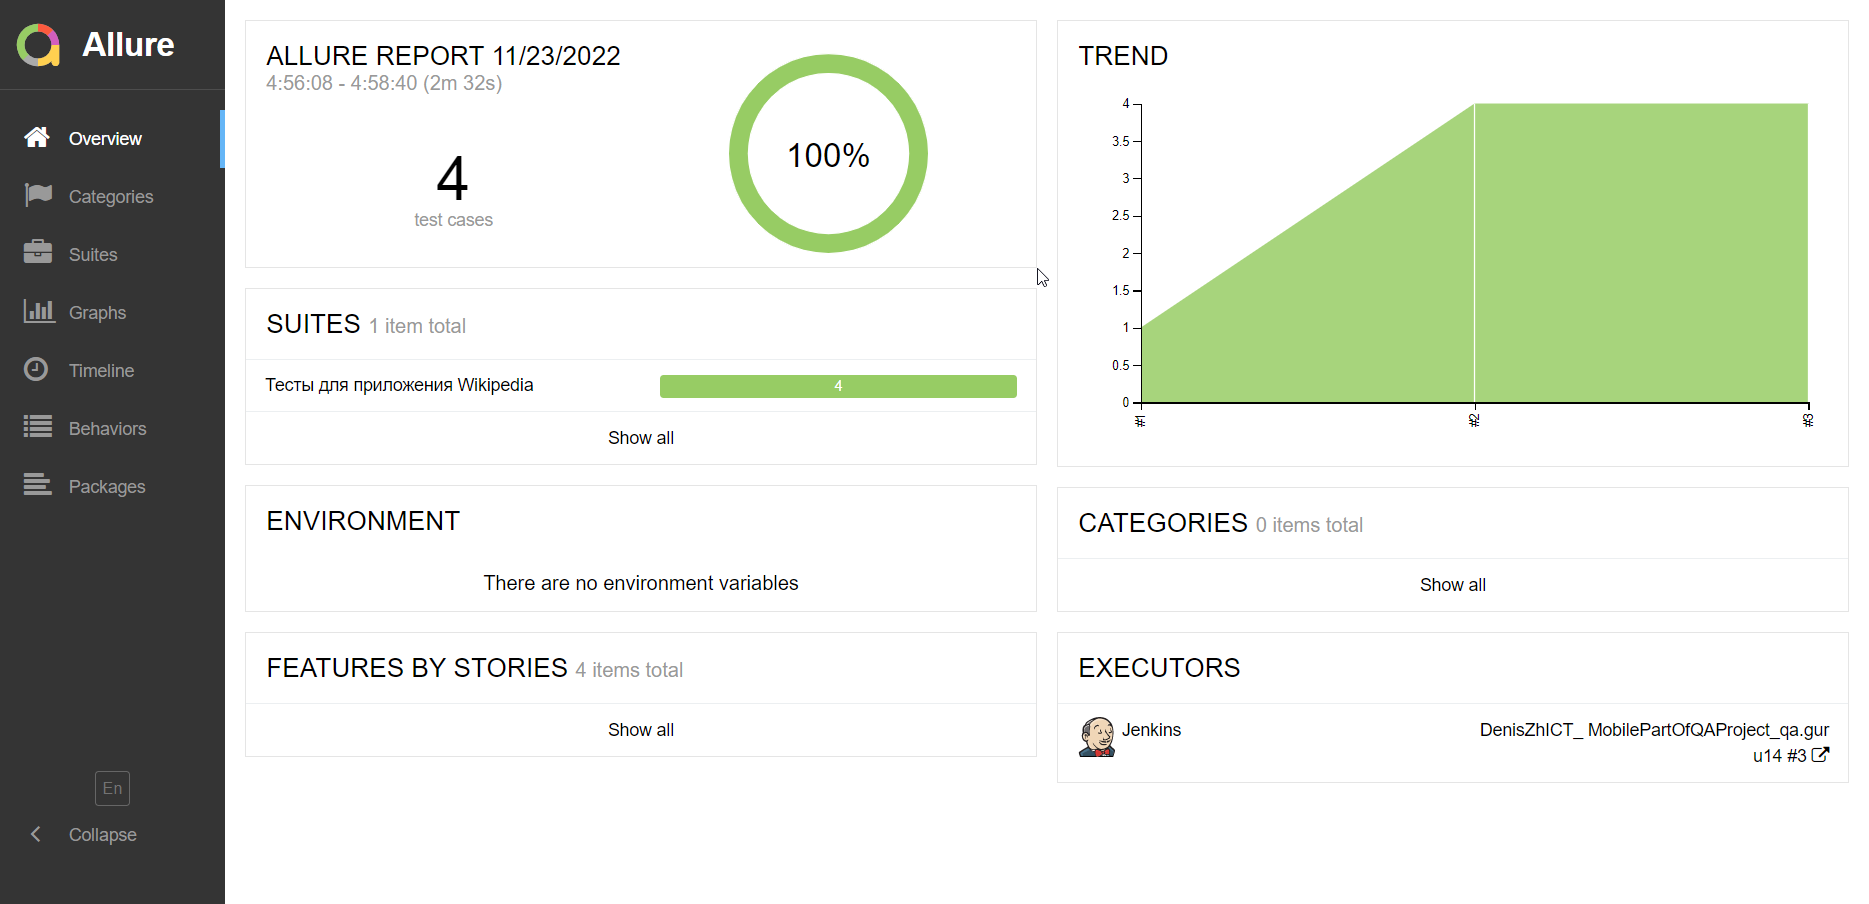 Allure
Overview
Categories
Suites
Graphs
Timeline
Behaviors
Packages
En
Collapse
ALLURE REPORT 11/23/2022
4:56:08 - 4:58:40 (2m 32s)
4
test cases
100%
SUITES 1 item total
Тесты для приложения Wikipedia 4
Show all
ENVIRONMENT
There are no environment variables
FEATURES BY STORIES 4 items total
Show all
TREND
4
3.5
3
2.5
2
1.5
1
0.5
0
#1 #2 #3
CATEGORIES 0 items total
Show all
EXECUTORS
Jenkins DenisZhICT_ MobilePartOfQAProject_qa.gur
u14 #3